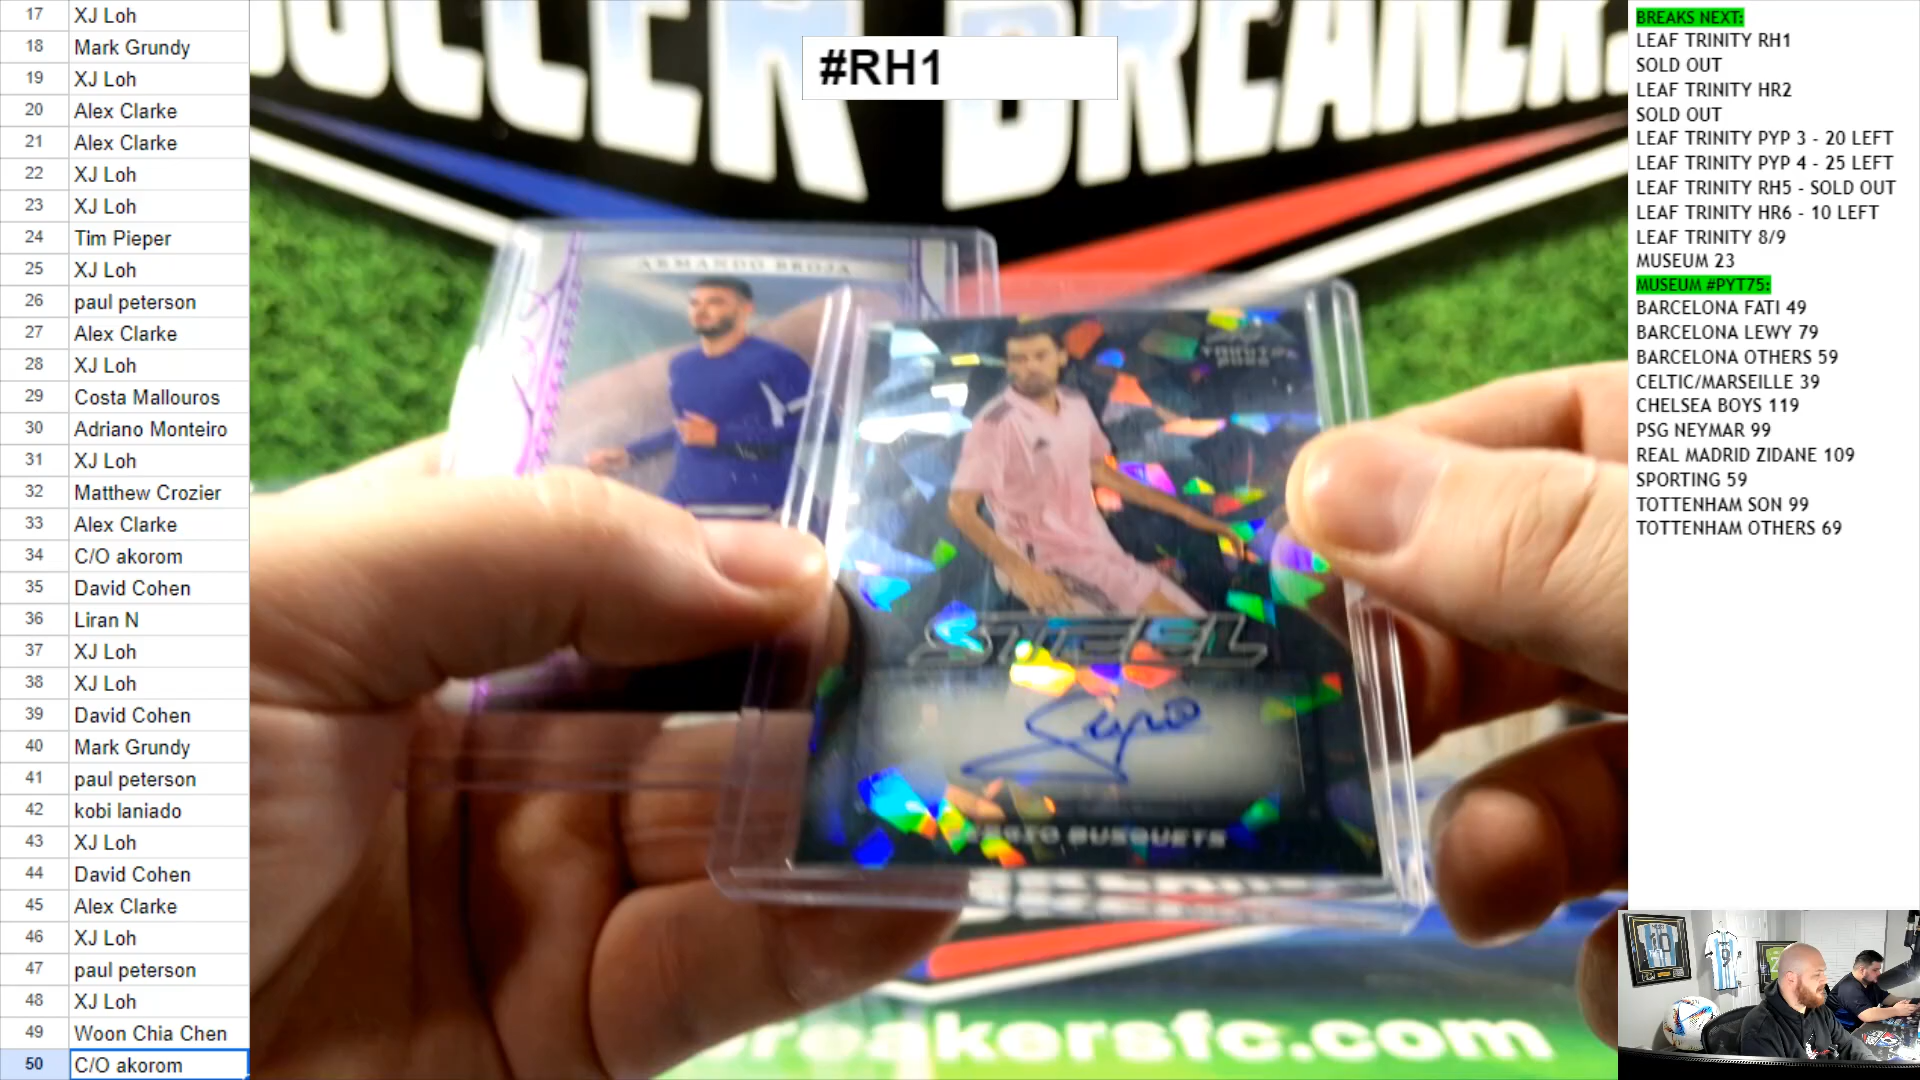 17 XJ Loh
18 Mark Grundy
19 XJ Loh
20 Alex Clarke
21 Alex Clarke
22 XJ Loh
23 XJ Loh
24 Tim Pieper
25 XJ Loh
26 paul peterson
27 Alex Clarke
28 XJ Loh
29 Costa Mallouros
30 Adriano Monteiro
31 XJ Loh
32 Matthew Crozier
33 Alex Clarke
34 C/O akorom
35 David Cohen
36 Liran N
37 XJ Loh
38 XJ Loh
39 David Cohen
40 Mark Grundy
41 paul peterson
42 kobi laniado
43 XJ Loh
44 David Cohen
45 Alex Clarke
46 XJ Loh
47 paul peterson
48 XJ Loh
49 Woon Chia Chen
50 C/O akorom
#RH1
ARMANDO BROJA
STEEL
SERGIO BUSQUETS
reakersfc.com
BREAKS NEXT:
LEAF TRINITY RH1
SOLD OUT
LEAF TRINITY HR2
SOLD OUT
LEAF TRINITY PYP 3 - 20 LEFT
LEAF TRINITY PYP 4 - 25 LEFT
LEAF TRINITY RH5 - SOLD OUT
LEAF TRINITY HR6 - 10 LEFT
LEAF TRINITY 8/9
MUSEUM 23
MUSEUM #PYT75:
BARCELONA FATI 49
BARCELONA LEWY 79
BARCELONA OTHERS 59
CELTIC/MARSEILLE 39
CHELSEA BOYS 119
PSG NEYMAR 99
REAL MADRID ZIDANE 109
SPORTING 59
TOTTENHAM SON 99
TOTTENHAM OTHERS 69